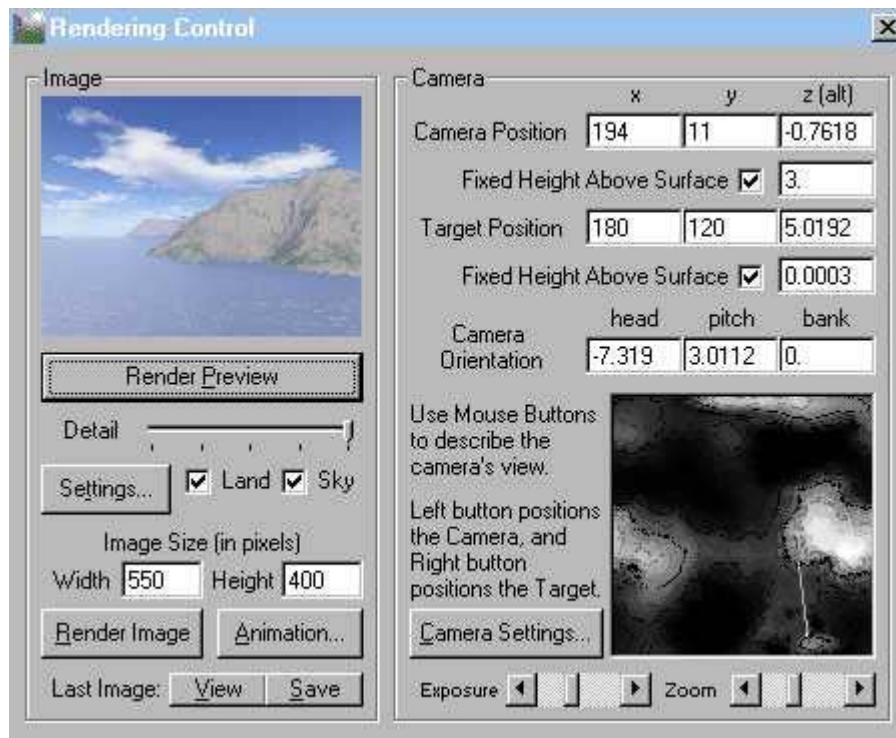 Rendering Control
Image
Render Preview
Detail
Settings...
Land
Sky
Image Size (in pixels)
Width 550 Height 400
Render Image
Animation...
Last Image: View Save
Camera
x y z (alt)
Camera Position 194 11 -0.7618
Fixed Height Above Surface 3.
Target Position 180 120 5.0192
Fixed Height Above Surface 0.0003
head pitch bank
Camera
Orientation
-7.319 3.0112 0.
Use Mouse Buttons
to describe the
camera's view.
Left button positions
the Camera, and
Right button
positions the Target.
Camera Settings...
Exposure
Zoom